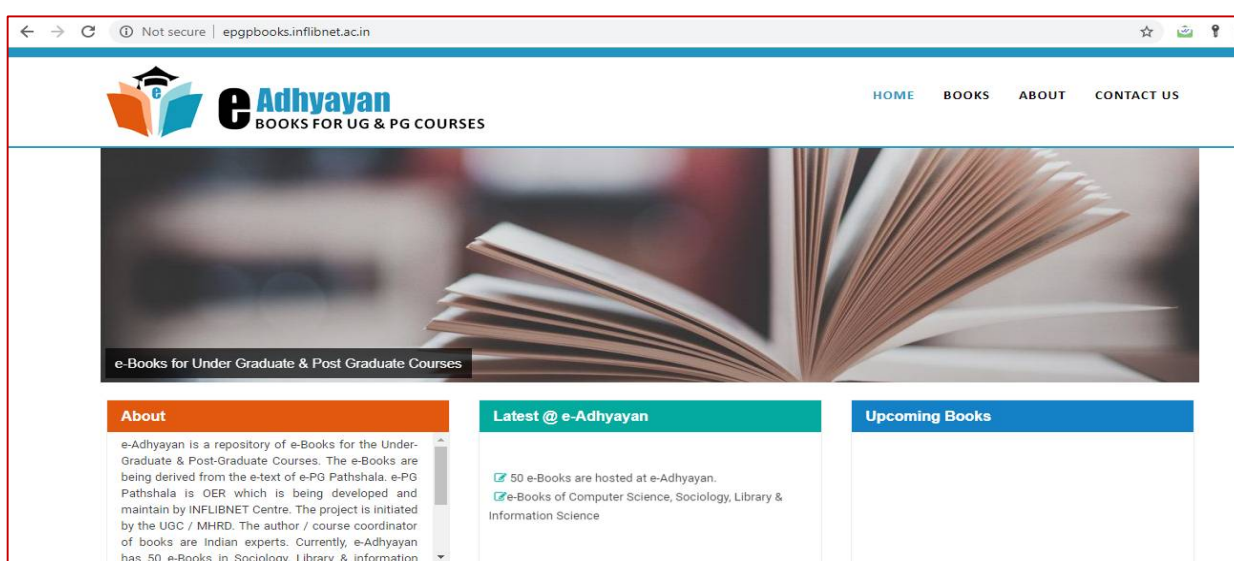 Not secure | epgpbooks.inflibnet.ac.in
e
e Adhyayan
BOOKS FOR UG & PG COURSES
HOME BOOKS ABOUT CONTACT US
e-Books for Under Graduate & Post Graduate Courses
About
e-Adhyayan is a repository of e-Books for the Under-
Graduate & Post-Graduate Courses. The e-Books are
being derived from the e-text of e-PG Pathshala. e-PG
Pathshala is OER which is being developed and
maintain by INFLIBNET Centre. The project is initiated
by the UGC / MHRD. The author / course coordinator
of books are Indian experts. Currently, e-Adhyayan
has 50 e-Books in Sociology, Library & information
Latest @ e-Adhyayan
50 e-Books are hosted at e-Adhyayan.
e-Books of Computer Science, Sociology, Library &
Information Science
Upcoming Books